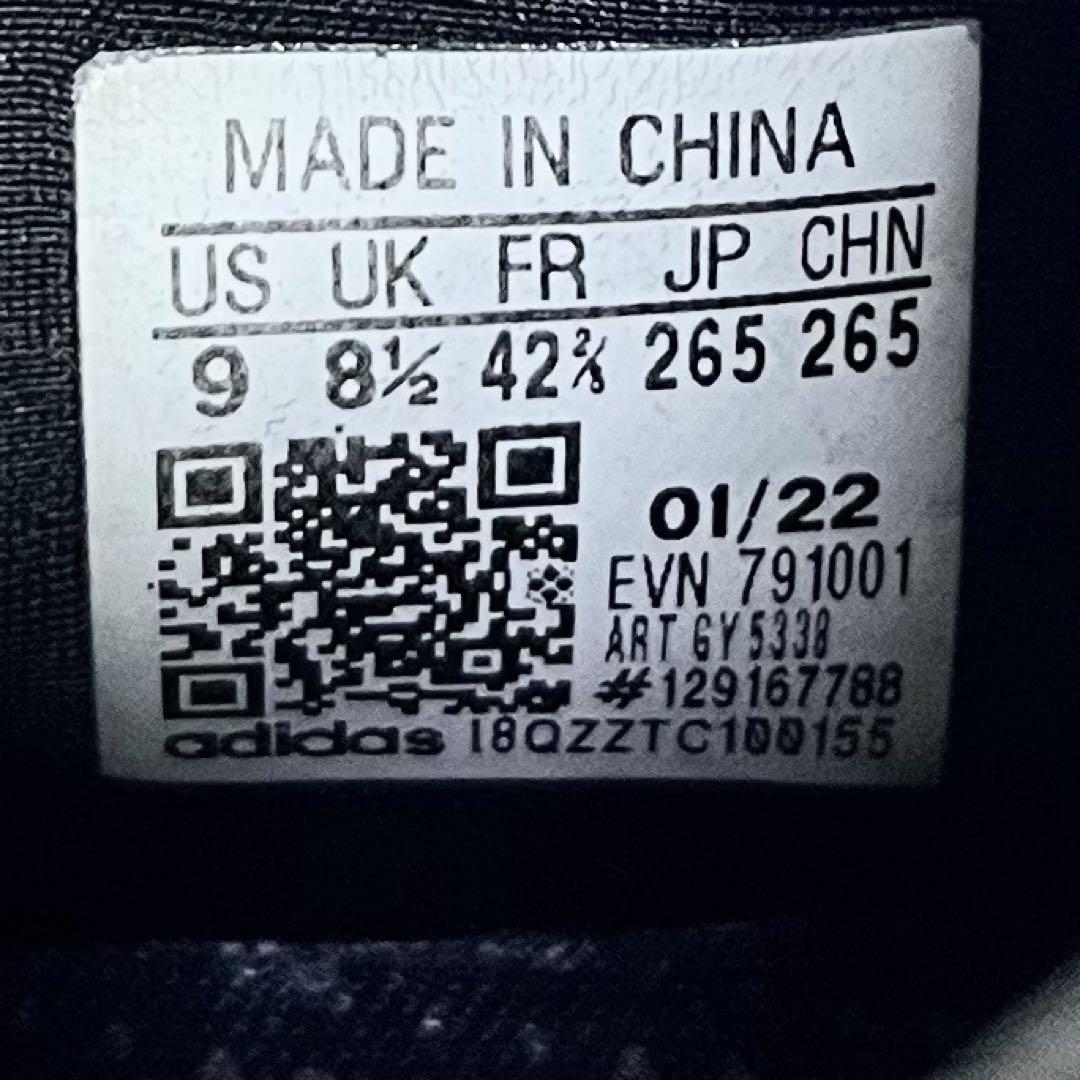 MADE IN CHINA
US UK FR JP CHN
9 8½ 42⅔ 265 265
01/22
EVN 791001
ART GY5338
#129167788
adidas 18QZZTC100155